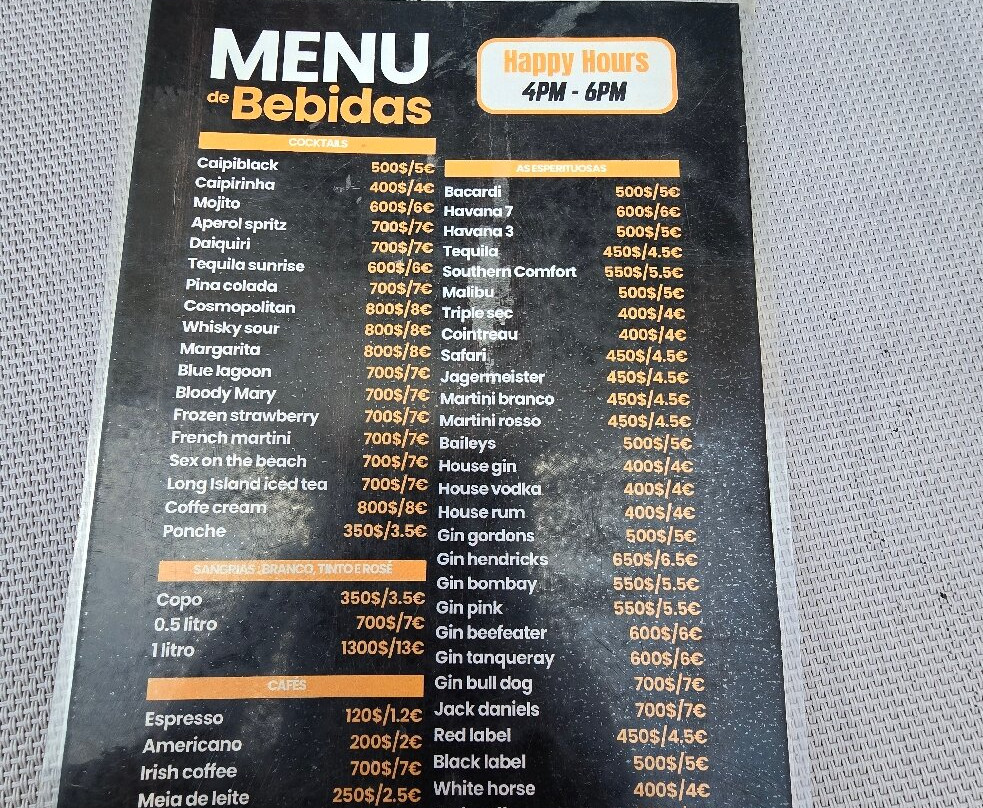 MENU
de Bebidas
Happy Hours
4PM - 6PM
COCKTAILS
Caipiblack 500$/5€
Caipirinha 400$/4€
Mojito 600$/6€
Aperol spritz 700$/7€
Daiquiri 700$/7€
Tequila sunrise 600$/6€
Pina colada 700$/7€
Cosmopolitan 800$/8€
Whisky sour 800$/8€
Margarita 800$/8€
Blue lagoon 700$/7€
Bloody Mary 700$/7€
Frozen strawberry 700$/7€
French martini 700$/7€
Sex on the beach 700$/7€
Long Island iced tea 700$/7€
Coffe cream 800$/8€
Ponche 350$/3.5€
SANGRIAS ,BRANCO, TINTO E ROSÉ
Copo 350$/3.5€
0.5 litro 700$/7€
1 litro 1300$/13€
CAFES
Espresso 120$/1.2€
Americano 200$/2€
Irish coffee 700$/7€
Meia de leite 250$/2.5€
AS ESPERITUOSAS
Bacardi 500$/5€
Havana 7 600$/6€
Havana 3 500$/5€
Tequila 450$/4.5€
Southern Comfort 550$/5.5€
Malibu 500$/5€
Triple sec 400$/4€
Cointreau 400$/4€
Safari 450$/4.5€
Jagermeister 450$/4.5€
Martini branco 450$/4.5€
Martini rosso 450$/4.5€
Baileys 500$/5€
House gin 400$/4€
House vodka 400$/4€
House rum 400$/4€
Gin gordons 500$/5€
Gin hendricks 650$/6.5€
Gin bombay 550$/5.5€
Gin pink 550$/5.5€
Gin beefeater 600$/6€
Gin tanqueray 600$/6€
Gin bull dog 700$/7€
Jack daniels 700$/7€
Red label 450$/4.5€
Black label 500$/5€
White horse 400$/4€